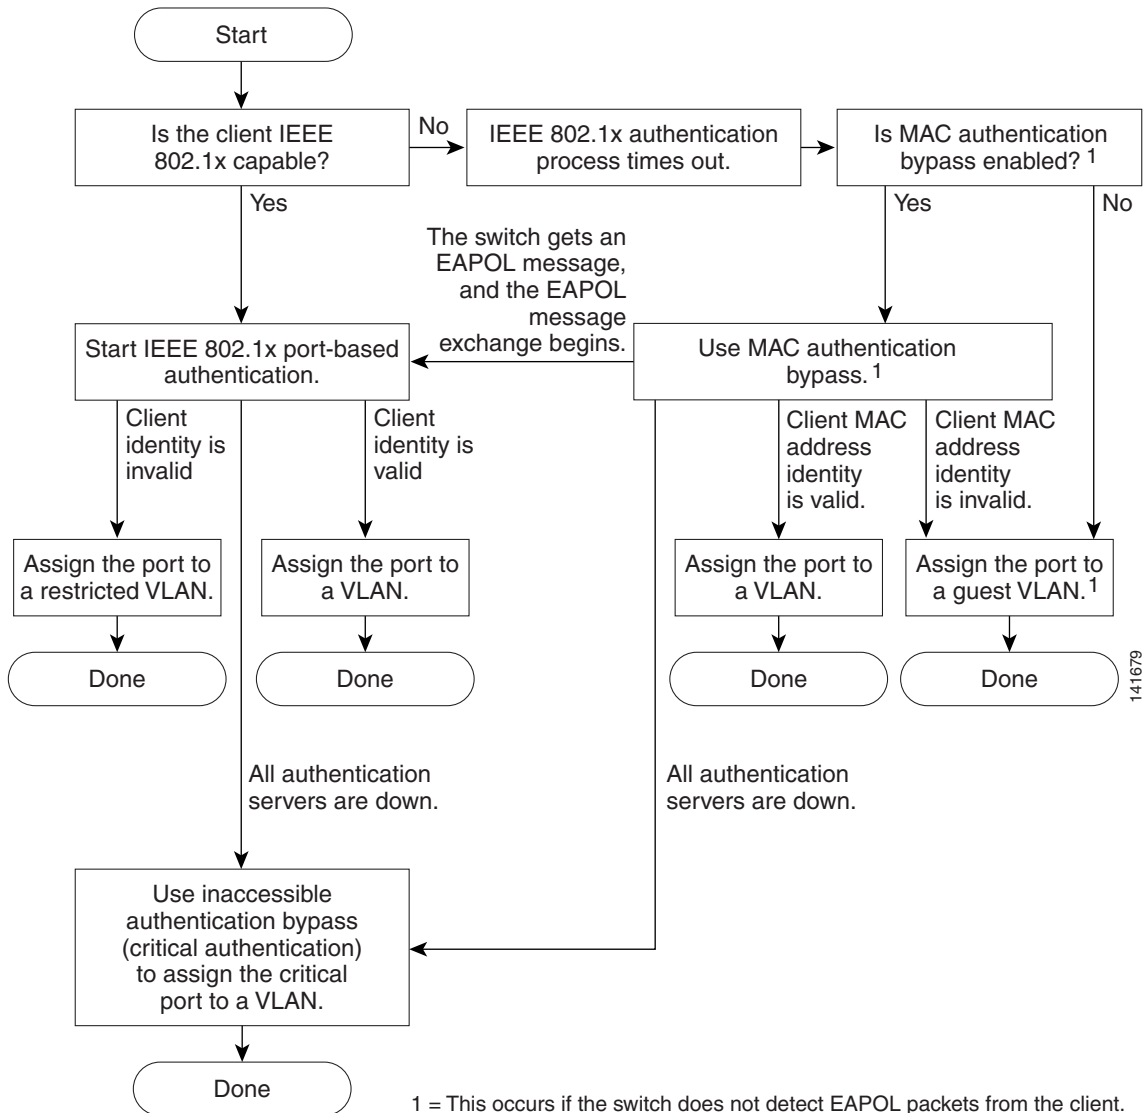 Start
Is the client IEEE
802.1x capable?
No
IEEE 802.1x authentication
process times out.
Is MAC authentication
bypass enabled? 1
Yes
Yes
No
The switch gets an
EAPOL message,
and the EAPOL
message
exchange begins.
Start IEEE 802.1x port-based
authentication.
Use MAC authentication
bypass. 1
Client
identity is
invalid
Client
identity is
valid
Client MAC
address
identity
is valid.
Client MAC
address
identity
is invalid.
Assign the port to
a restricted VLAN.
Assign the port to
a VLAN.
Assign the port to
a VLAN.
Assign the port to
a guest VLAN. 1
Done
Done
Done
Done
141679
All authentication
servers are down.
All authentication
servers are down.
Use inaccessible
authentication bypass
(critical authentication)
to assign the critical
port to a VLAN.
Done
1 = This occurs if the switch does not detect EAPOL packets from the client.